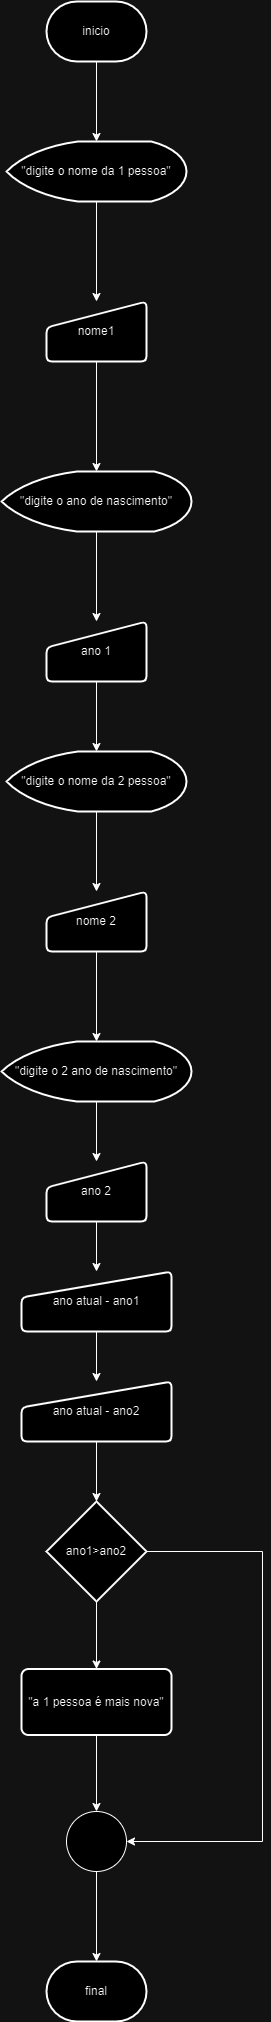 inicio
"digite o nome da 1 pessoa"
nome1
"digite o ano de nascimento"
ano 1
"digite o nome da 2 pessoa"
nome 2
"digite o 2 ano de nascimento"
ano 2
ano atual - ano1
ano atual - ano2
ano1>ano2
"a 1 pessoa é mais nova"
final